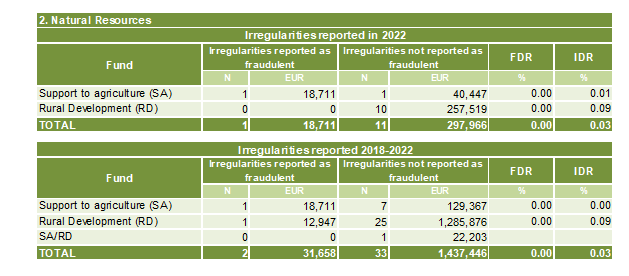 2. Natural Resources
Irregularities reported in 2022
Fund Irregularities reported as fraudulent Irregularities not reported as fraudulent FDR IDR
N EUR N EUR % %
Support to agriculture (SA) 1 18,711 1 40,447 0.00 0.01
Rural Development (RD) 0 0 10 257,519 0.00 0.09
TOTAL 1 18,711 11 297,966 0.00 0.03
Irregularities reported 2018-2022
Fund Irregularities reported as fraudulent Irregularities not reported as fraudulent FDR IDR
N EUR N EUR % %
Support to agriculture (SA) 1 18,711 7 129,367 0.00 0.00
Rural Development (RD) 1 12,947 25 1,285,876 0.00 0.09
SA/RD 0 0 1 22,203
TOTAL 2 31,658 33 1,437,446 0.00 0.03